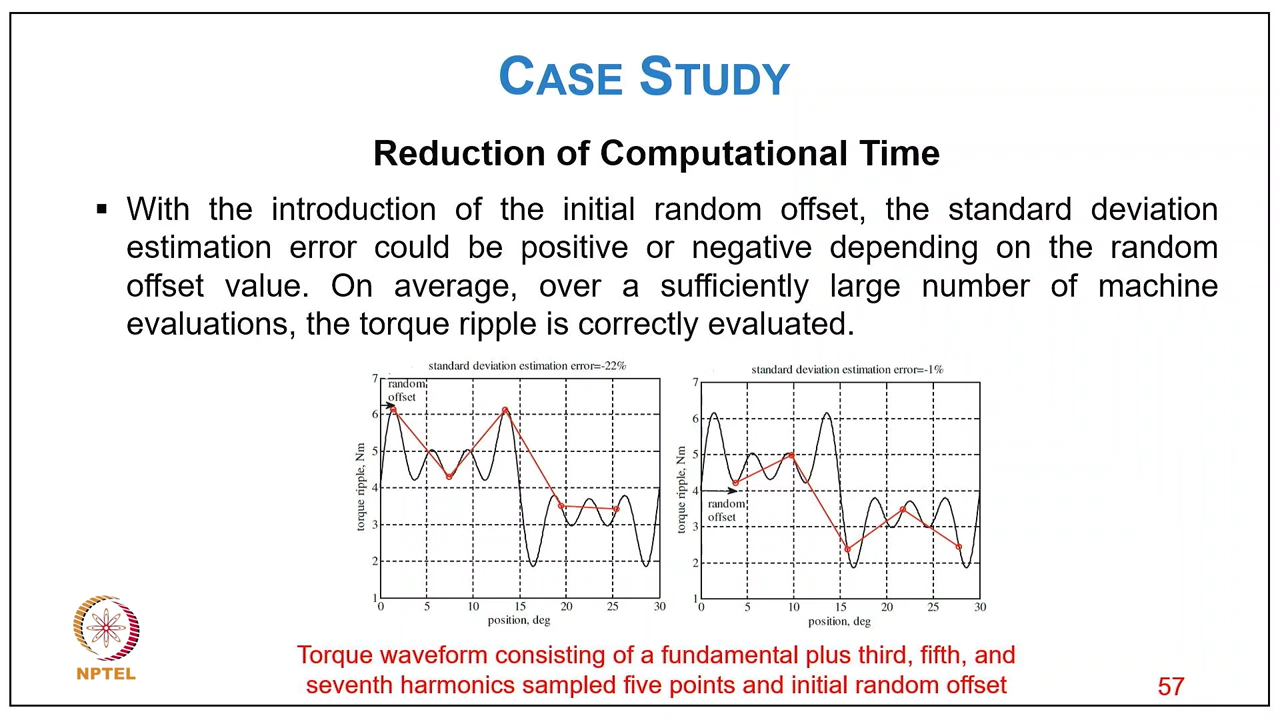 CASE STUDY
Reduction of Computational Time
▪ With the introduction of the initial random offset, the standard deviation
estimation error could be positive or negative depending on the random
offset value. On average, over a sufficiently large number of machine
evaluations, the torque ripple is correctly evaluated.
standard deviation estimation error=-22%
7
random
offset
6
5
4
3
2
1
torque ripple, Nm
0 5 10 15 20 25 30
position, deg
standard deviation estimation error=-1%
7
6
5
4
random
offset
3
2
1
torque ripple, Nm
0 5 10 15 20 25 30
position, deg
Torque waveform consisting of a fundamental plus third, fifth, and
seventh harmonics sampled five points and initial random offset
NPTEL
57